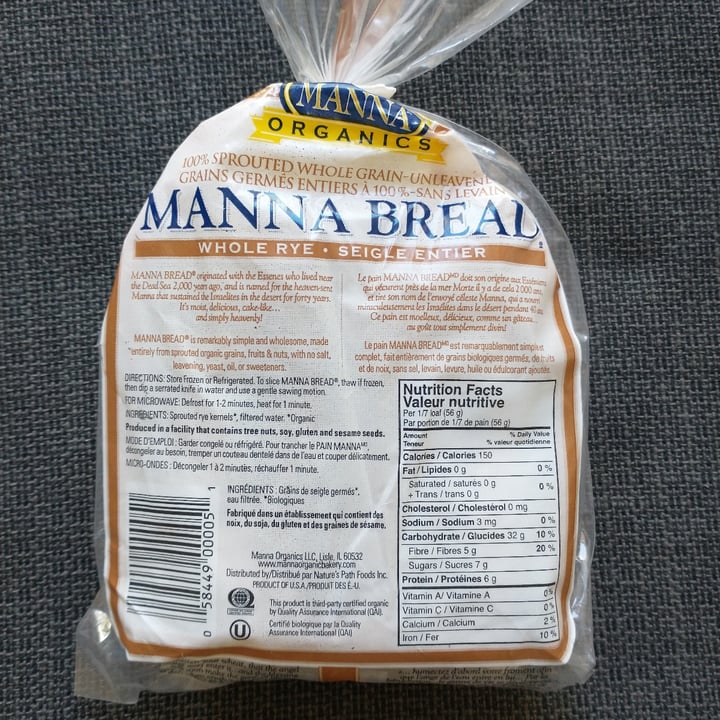 MANNA
ORGANICS
100% SPROUTED WHOLE GRAIN-UNLEAVEN
GRAINS GERMÉS ENTIERS À 100 %-SANS LEVAIN
MANNA BREAD
WHOLE RYE • SEIGLE ENTIER
MANNA BREAD® originated with the Essenes who lived near
the Dead Sea 2,000 years ago, and is named for the heaven-sent
Manna that sustained the Israelites in the desert for forty years.
It's moist, delicious, cake-like...
and simply heavenly!
MANNA BREAD® is remarkably simple and wholesome, made
entirely from sprouted organic grains, fruits & nuts, with no salt,
leavening, yeast, oil, or sweeteners.
Le pain MANNA BREADMD doit son origine aux Esséniens
qui vécurent près de la mer Morte il y a de cela 2 000 ans,
et tire son nom de l'envoyé céleste Manna, qui a nourri
miraculeusement les Israélites dans le désert pendant 40 ans.
Ce pain est moelleux, délicieux, comme un gâteau,
au goût tout simplement divin!
Le pain MANNA BREADMD est remarquablement simple et
complet, fait entièrement de grains biologiques germés, de fruits
et de noix, sans sel, levain, levure, huile ou édulcorant ajoutés.
DIRECTIONS: Store Frozen or Refrigerated. To slice MANNA BREAD®, thaw if frozen,
then dip a serrated knife in water and use a gentle sawing motion.
FOR MICROWAVE: Defrost for 1-2 minutes, heat for 1 minute.
INGREDIENTS: Sprouted rye kernels*, filtered water. *Organic
Produced in a facility that contains tree nuts, soy, gluten and sesame seeds.
MODE D'EMPLOI: Garder congelé ou réfrigéré. Pour trancher le PAIN MANNAMD,
décongeler au besoin, tremper un couteau dentelé dans de l'eau et couper délicatement.
MICRO-ONDES: Décongeler 1 à 2 minutes, réchauffer 1 minute.
INGRÉDIENTS: Grains de seigle germés*,
eau filtrée. *Biologiques
Fabriqué dans un établissement qui contient des
noix, du soja, du gluten et des graines de sésame.
Manna Organics LLC, Lisle, IL 60532
www.mannaorganicbakery.com
Distributed by/Distribué par Nature's Path Foods Inc.
PRODUCT OF U.S.A./PRODUIT DES É.-U.
This product is third-party certified organic
by Quality Assurance International (QAI).
Certifié biologique par la Quality
Assurance International (QAI)
U
0 58449 00005 1
Nutrition Facts
Valeur nutritive
Per 1/7 loaf (56 g)
Par portion de 1/7 de pain (56 g)
Amount % Daily Value
Teneur % valeur quotidienne
Calories / Calories 150
Fat / Lipides 0 g 0 %
Saturated / saturés 0 g
+ Trans / trans 0 g 0 %
Cholesterol / Cholestérol 0 mg
Sodium / Sodium 3 mg 0 %
Carbohydrate / Glucides 32 g 10 %
Fibre / Fibres 5 g 20 %
Sugars / Sucres 7 g
Protein / Protéines 6 g
Vitamin A/ Vitamine A 0%
Vitamin C / Vitamine C 0%
Calcium / Calcium 2%
Iron / Fer 10 %